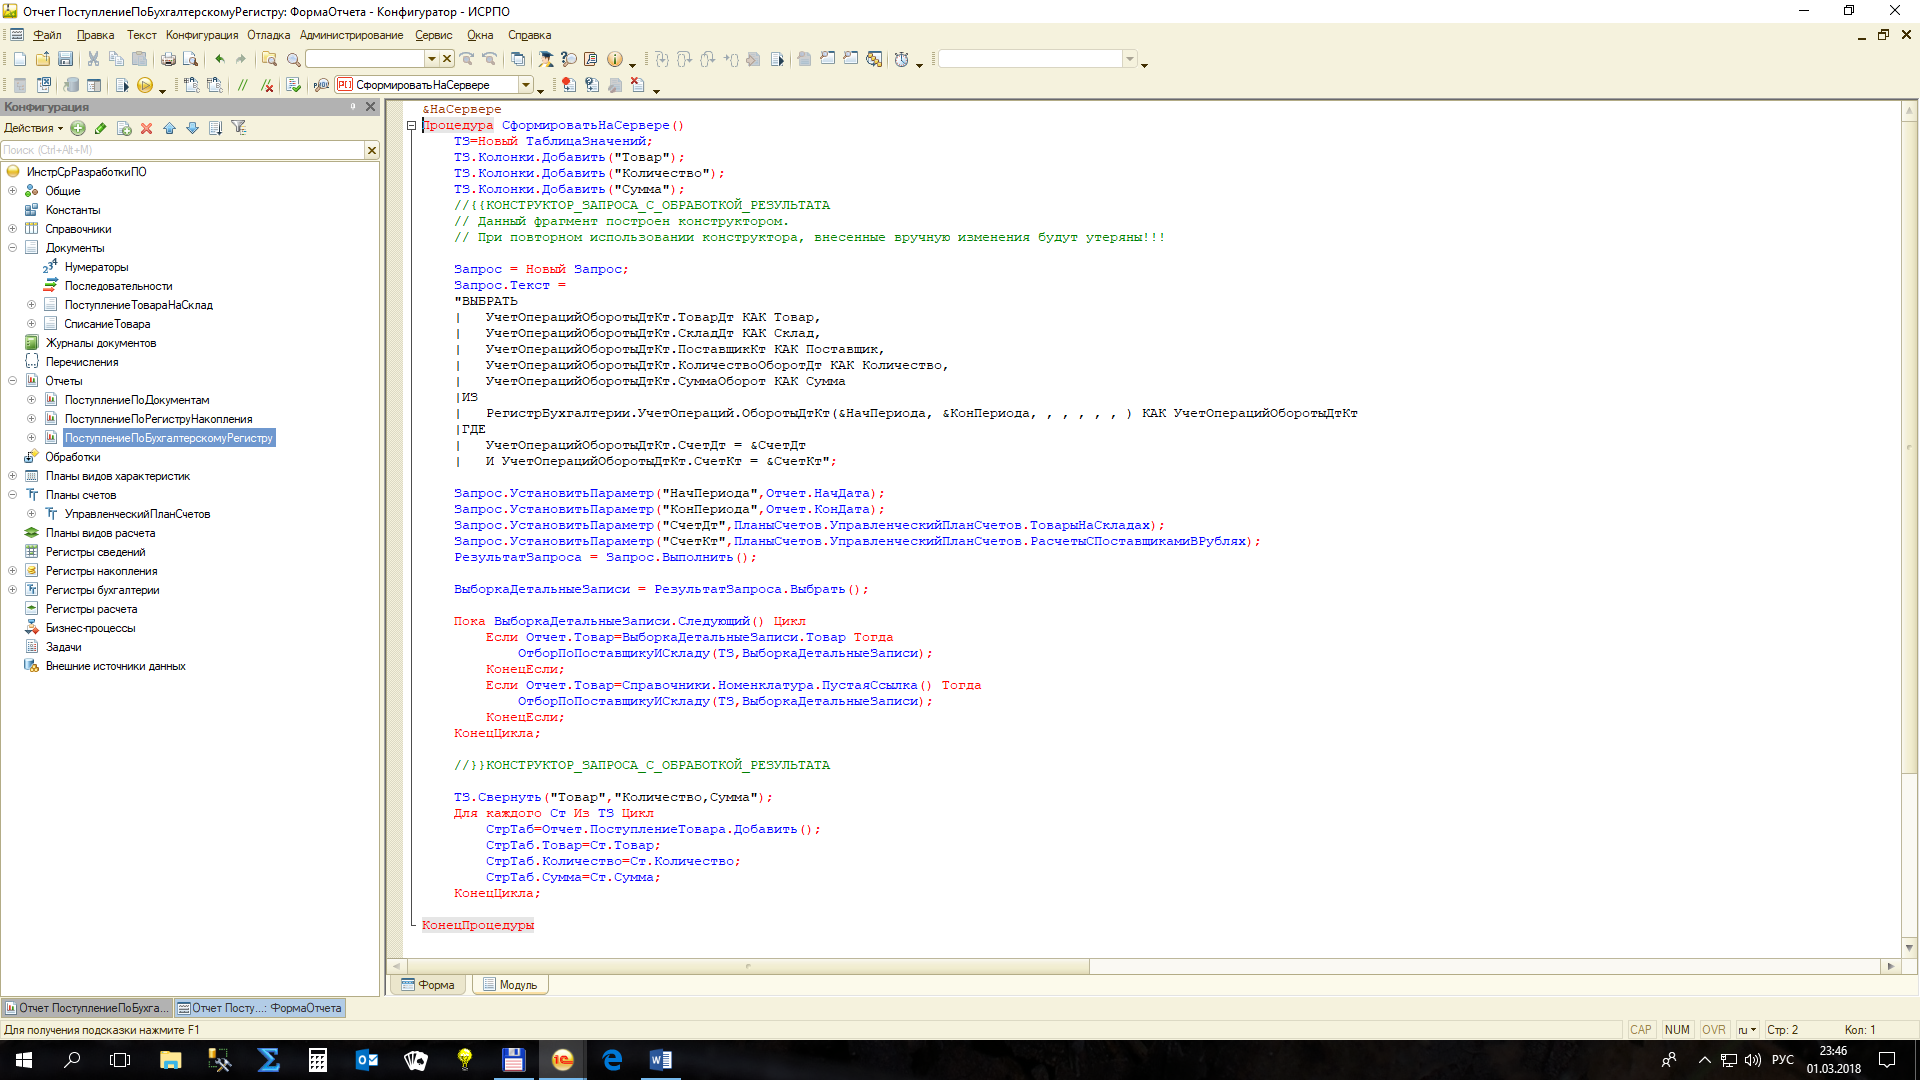 Отчет ПоступлениеПоБухгалтерскомуРегистру: ФормаОтчета - Конфигуратор - ИСРПО
Файл Правка Текст Конфигурация Отладка Администрирование Сервис Окна Справка
СформироватьНаСервере
Конфигурация
Действия
Поиск (Ctrl+Alt+M)
ИнстрСрРазработкиПО
Общие
Константы
Справочники
Документы
Нумераторы
Последовательности
ПоступлениеТовараНаСклад
СписаниеТовара
Журналы документов
Перечисления
Отчеты
ПоступлениеПоДокументам
ПоступлениеПоРегиструНакопления
ПоступлениеПоБухгалтерскомуРегистру
Обработки
Планы видов характеристик
Планы счетов
УправленческийПланСчетов
Планы видов расчета
Регистры сведений
Регистры накопления
Регистры бухгалтерии
Регистры расчета
Бизнес-процессы
Задачи
Внешние источники данных
&НаСервере
Процедура СформироватьНаСервере()
ТЗ=Новый ТаблицаЗначений;
ТЗ.Колонки.Добавить("Товар");
ТЗ.Колонки.Добавить("Количество");
ТЗ.Колонки.Добавить("Сумма");
//{{КОНСТРУКТОР_ЗАПРОСА_С_ОБРАБОТКОЙ_РЕЗУЛЬТАТА
// Данный фрагмент построен конструктором.
// При повторном использовании конструктора, внесенные вручную изменения будут утеряны!!!
Запрос = Новый Запрос;
Запрос.Текст =
"ВЫБРАТЬ
| УчетОперацийОборотыДтКт.ТоварДт КАК Товар,
| УчетОперацийОборотыДтКт.СкладДт КАК Склад,
| УчетОперацийОборотыДтКт.ПоставщикКт КАК Поставщик,
| УчетОперацийОборотыДтКт.КоличествоОборотДт КАК Количество,
| УчетОперацийОборотыДтКт.СуммаОборот КАК Сумма
|ИЗ
| РегистрБухгалтерии.УчетОпераций.ОборотыДтКт(&НачПериода, &КонПериода, , , , , , ) КАК УчетОперацийОборотыДтКт
|ГДЕ
| УчетОперацийОборотыДтКт.СчетДт = &СчетДт
| И УчетОперацийОборотыДтКт.СчетКт = &СчетКт";
Запрос.УстановитьПараметр("НачПериода",Отчет.НачДата);
Запрос.УстановитьПараметр("КонПериода",Отчет.КонДата);
Запрос.УстановитьПараметр("СчетДт",ПланыСчетов.УправленческийПланСчетов.ТоварыНаСкладах);
Запрос.УстановитьПараметр("СчетКт",ПланыСчетов.УправленческийПланСчетов.РасчетыСПоставщикамиВРублях);
РезультатЗапроса = Запрос.Выполнить();
ВыборкаДетальныеЗаписи = РезультатЗапроса.Выбрать();
Пока ВыборкаДетальныеЗаписи.Следующий() Цикл
Если Отчет.Товар=ВыборкаДетальныеЗаписи.Товар Тогда
ОтборПоПоставщикуИСкладу(ТЗ,ВыборкаДетальныеЗаписи);
КонецЕсли;
Если Отчет.Товар=Справочники.Номенклатура.ПустаяСсылка() Тогда
ОтборПоПоставщикуИСкладу(ТЗ,ВыборкаДетальныеЗаписи);
КонецЕсли;
КонецЦикла;
//}}КОНСТРУКТОР_ЗАПРОСА_С_ОБРАБОТКОЙ_РЕЗУЛЬТАТА
ТЗ.Свернуть("Товар","Количество,Сумма");
Для каждого Ст Из ТЗ Цикл
СтрТаб=Отчет.ПоступлениеТовара.Добавить();
СтрТаб.Товар=Ст.Товар;
СтрТаб.Количество=Ст.Количество;
СтрТаб.Сумма=Ст.Сумма;
КонецЦикла;
КонецПроцедуры
Форма Модуль
Отчет ПоступлениеПоБухга... Отчет Посту...: ФормаОтчета
Для получения подсказки нажмите F1 CAP NUM OVR ru Стр: 2 Кол: 1
РУС 23:46
01.03.2018